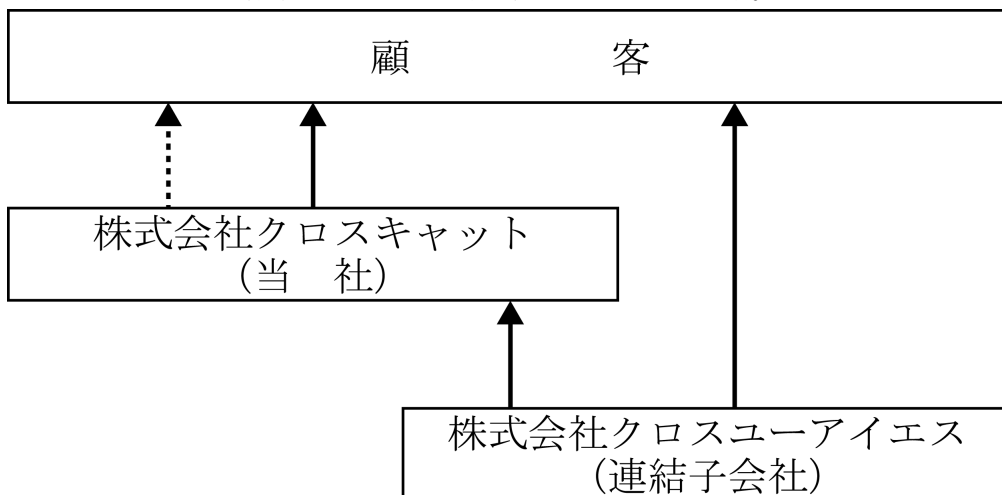 顧　　　客
株式会社クロスキャット
(当　社)
株式会社クロスユーアイエス
(連結子会社)